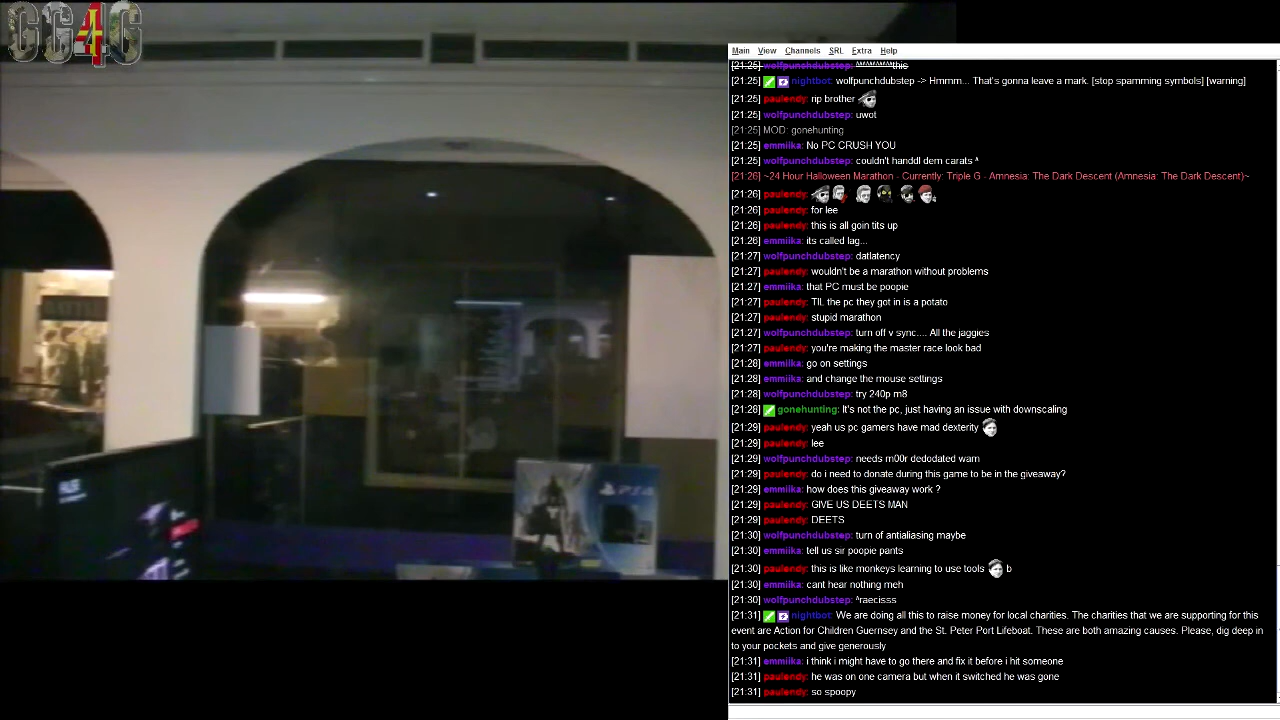 GG4G
Main View Channels SRL Extra Help
[21:25] wolfpunchdubstep: ^^^^^^^^^^this
[21:25] nightbot: wolfpunchdubstep -> Hmmm... That's gonna leave a mark. [stop spamming symbols] [warning]
[21:25] paulendy: rip brother
[21:25] wolfpunchdubstep: uwot
[21:25] MOD: gonehunting
[21:25] emmiika: No PC CRUSH YOU
[21:25] wolfpunchdubstep: couldn't handdl dem carats ^
[21:26] ~24 Hour Halloween Marathon - Currently: Triple G - Amnesia: The Dark Descent (Amnesia: The Dark Descent)~
[21:26] paulendy:
[21:26] paulendy: for lee
[21:26] paulendy: this is all goin tits up
[21:26] emmiika: its called lag...
[21:27] wolfpunchdubstep: datlatency
[21:27] paulendy: wouldn't be a marathon without problems
[21:27] emmiika: that PC must be poopie
[21:27] paulendy: TIL the pc they got in is a potato
[21:27] paulendy: stupid marathon
[21:27] wolfpunchdubstep: turn off v sync.... All the jaggies
[21:27] paulendy: you're making the master race look bad
[21:28] emmiika: go on settings
[21:28] emmiika: and change the mouse settings
[21:28] wolfpunchdubstep: try 240p m8
[21:28] gonehunting: It's not the pc, just having an issue with downscaling
[21:29] paulendy: yeah us pc gamers have mad dexterity
[21:29] paulendy: lee
[21:29] wolfpunchdubstep: needs m00r dedodated wam
[21:29] paulendy: do i need to donate during this game to be in the giveaway?
[21:29] emmiika: how does this giveaway work ?
[21:29] paulendy: GIVE US DEETS MAN
[21:29] paulendy: DEETS
[21:30] wolfpunchdubstep: turn of antialiasing maybe
[21:30] emmiika: tell us sir poopie pants
[21:30] paulendy: this is like monkeys learning to use tools b
[21:30] emmiika: cant hear nothing meh
[21:30] wolfpunchdubstep: ^raecisss
[21:31] nightbot: We are doing all this to raise money for local charities. The charities that we are supporting for this
event are Action for Children Guernsey and the St. Peter Port Lifeboat. These are both amazing causes. Please, dig deep in
to your pockets and give generously
[21:31] emmiika: i think i might have to go there and fix it before i hit someone
[21:31] paulendy: he was on one camera but when it switched he was gone
[21:31] paulendy: so spoopy
PS4